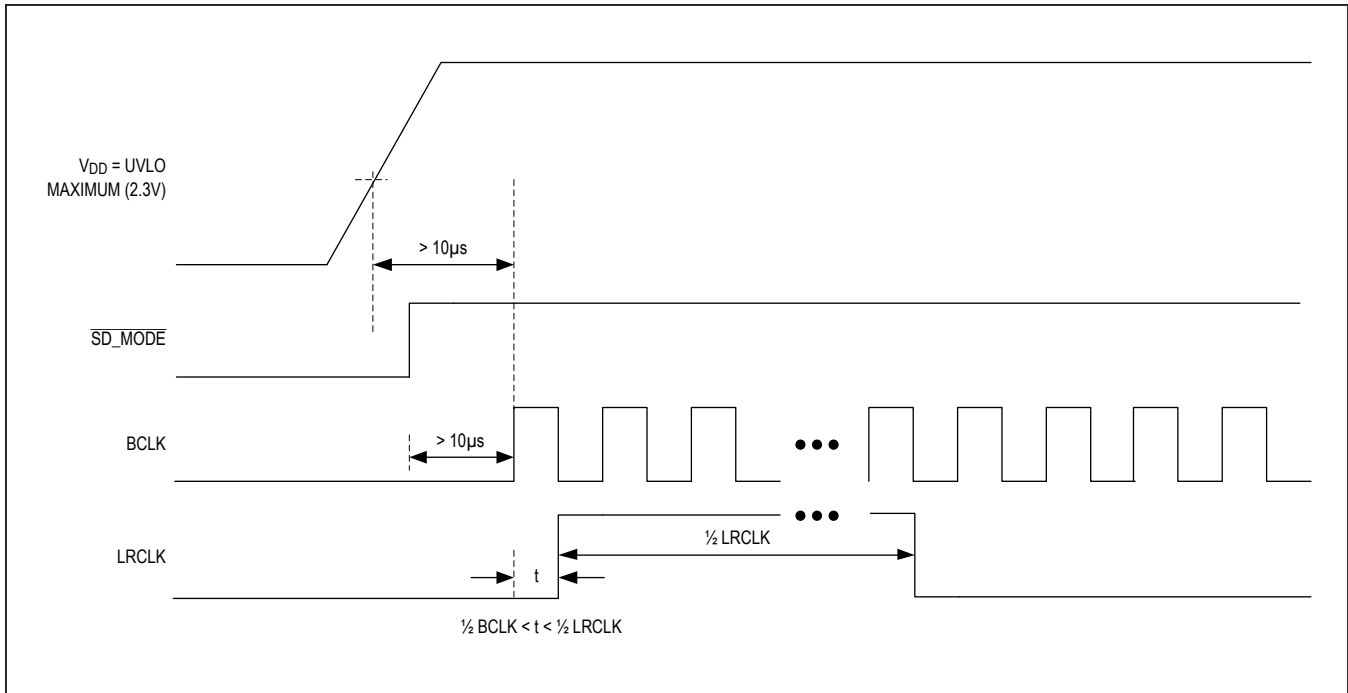 VDD = UVLO
MAXIMUM (2.3V)
> 10µs
SD_MODE
BCLK
> 10µs
LRCLK
½ LRCLK
t
½ BCLK < t < ½ LRCLK